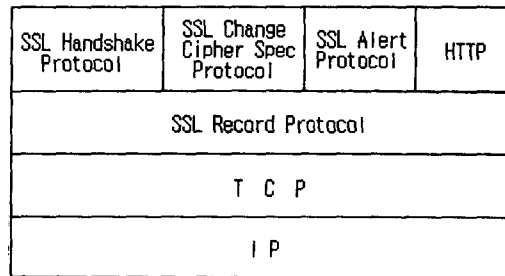 SSL Handshake
Protocol
SSL Change
Cipher Spec
Protocol
SSL Alert
Protocol
HTTP
SSL Record Protocol
T C P
I P